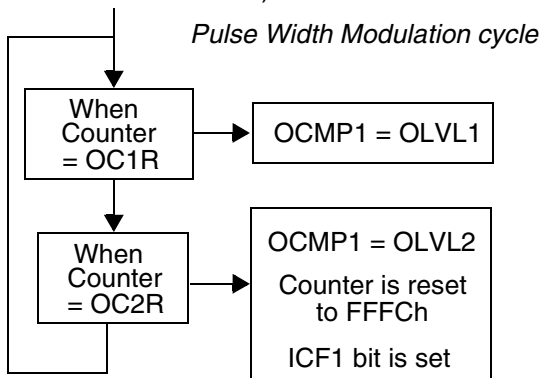 Pulse Width Modulation cycle
When
Counter
= OC1R
OCMP1 = OLVL1
When
Counter
= OC2R
OCMP1 = OLVL2
Counter is reset
to FFFCh
ICF1 bit is set